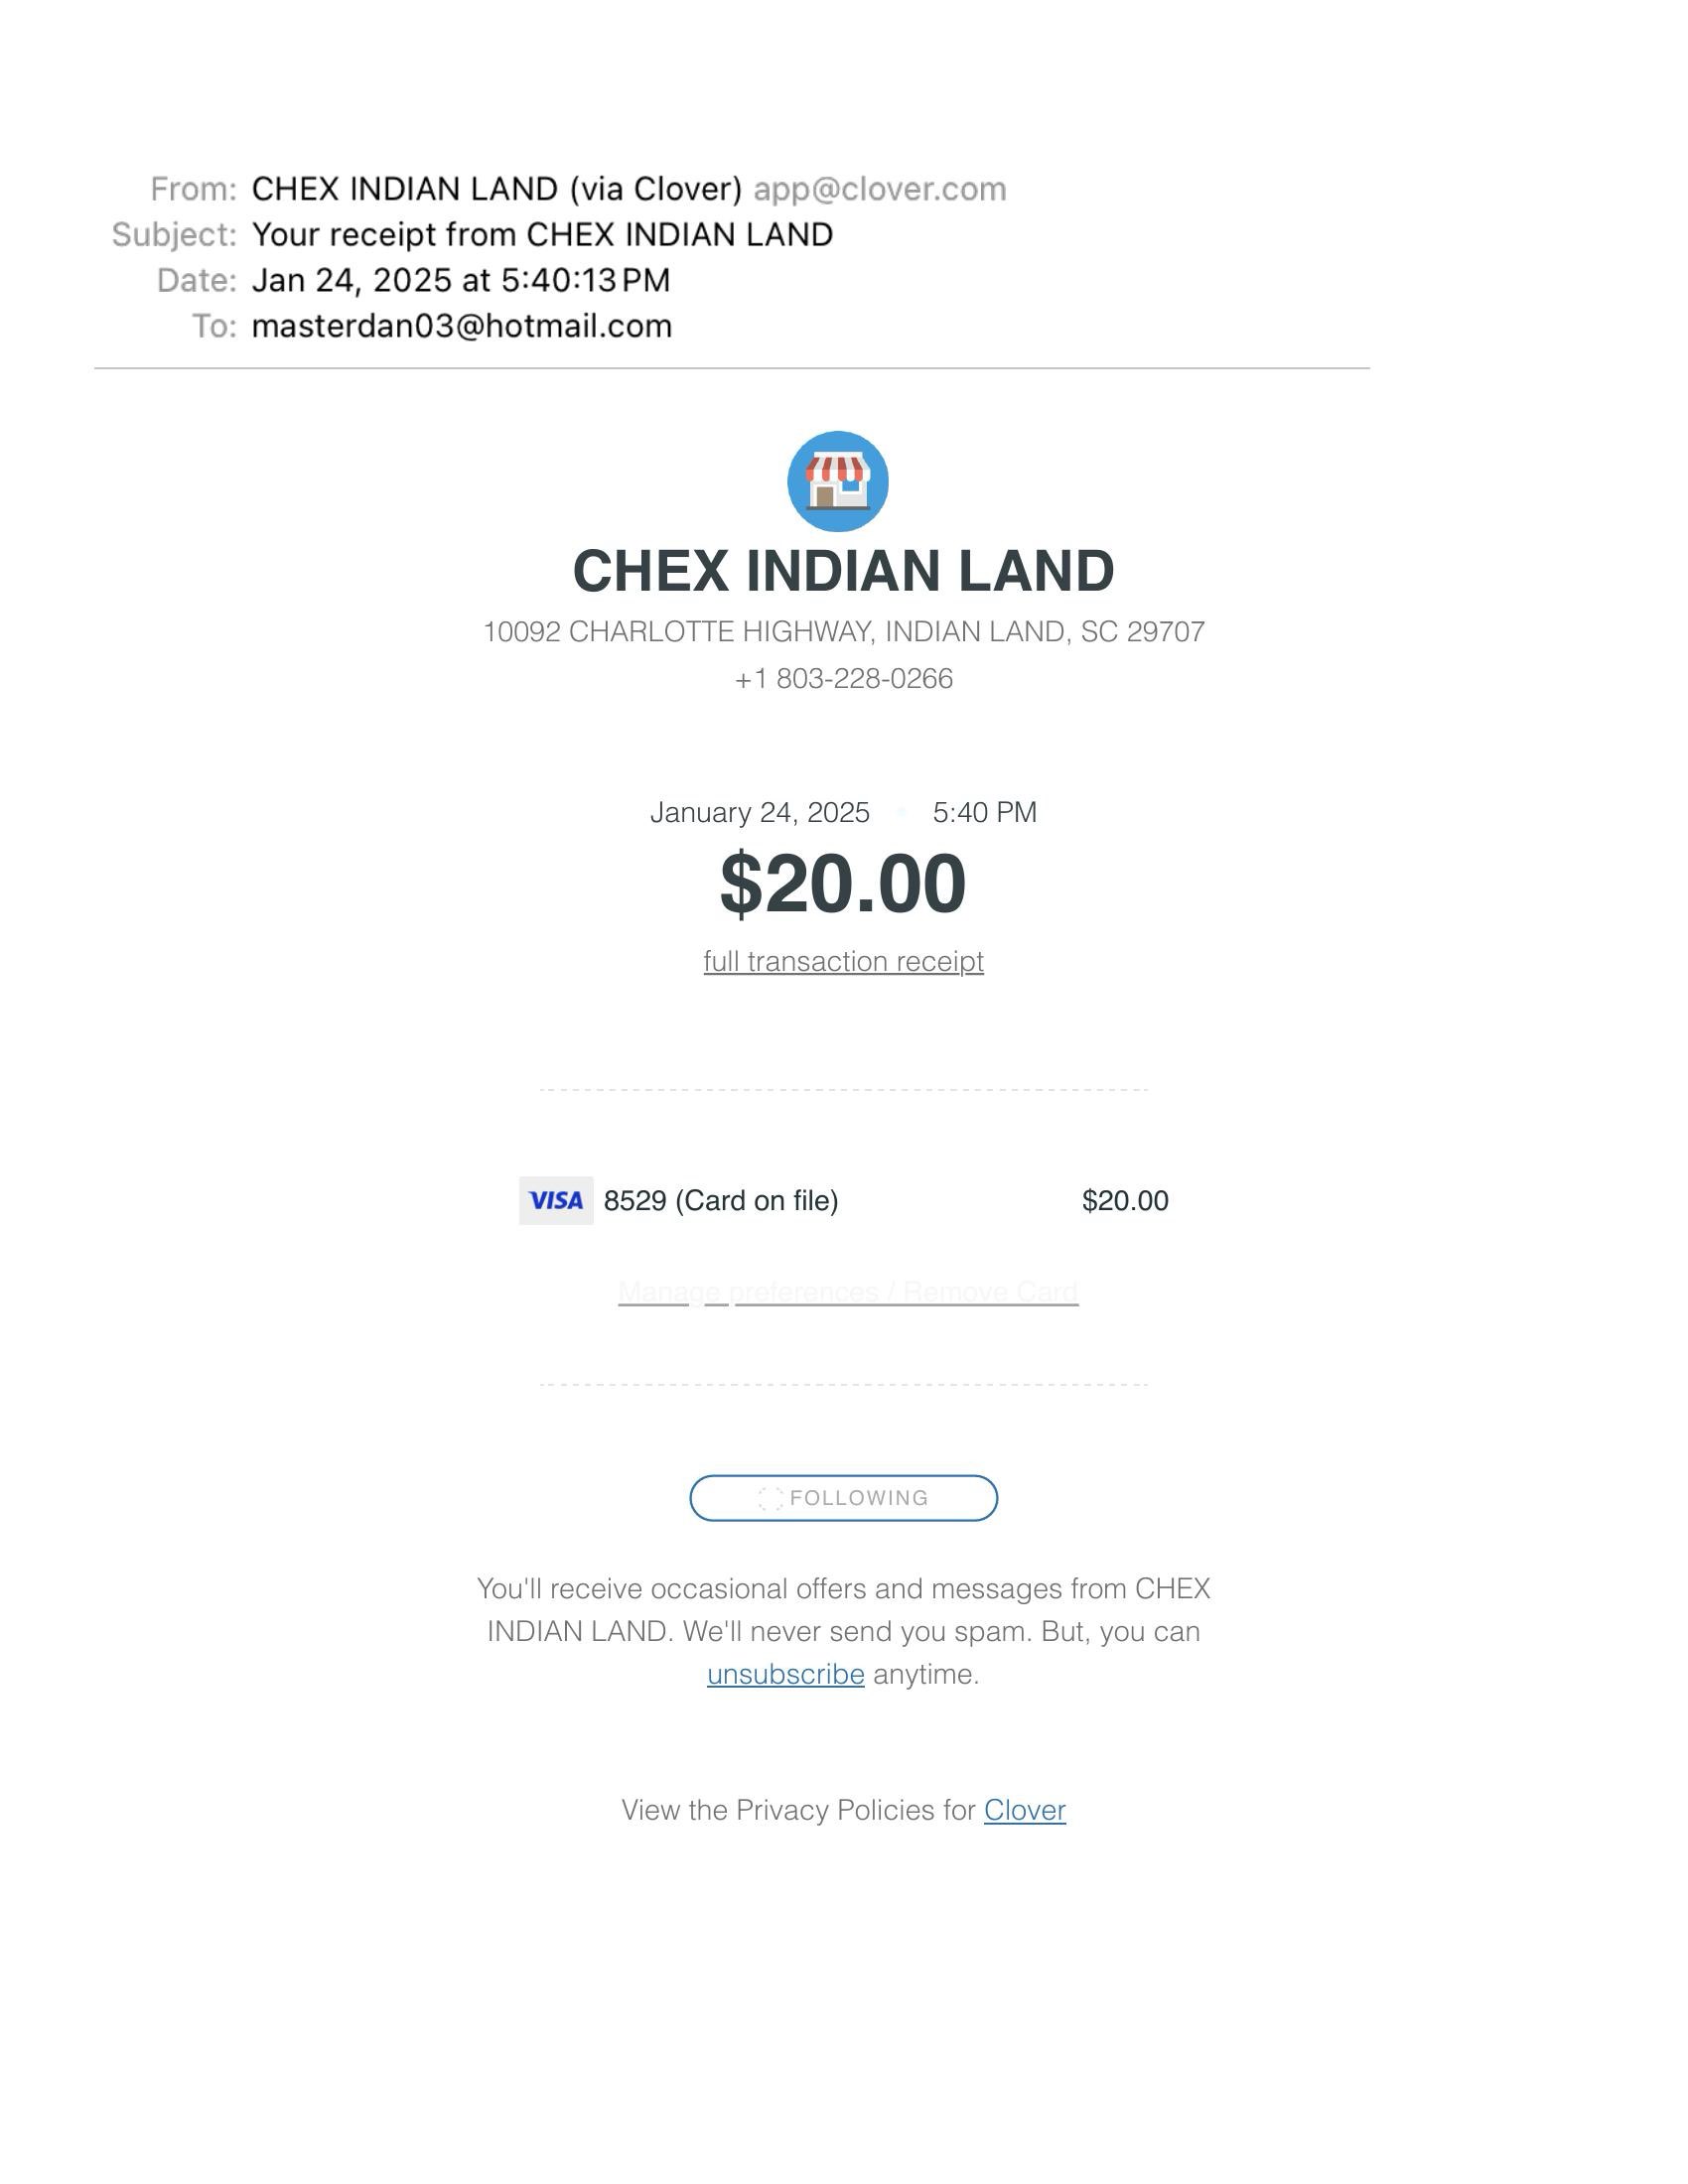 From: CHEX INDIAN LAND (via Clover) app@clover.com
Subject: Your receipt from CHEX INDIAN LAND
Date: Jan 24, 2025 at 5:40:13 PM
To: masterdan03@hotmail.com
CHEX INDIAN LAND
10092 CHARLOTTE HIGHWAY, INDIAN LAND, SC 29707
+1 803-228-0266
January 24, 2025 5:40 PM
$20.00
full transaction receipt
VISA 8529 (Card on file) $20.00
Manage preferences / Remove Card
FOLLOWING
You'll receive occasional offers and messages from CHEX
INDIAN LAND. We'll never send you spam. But, you can
unsubscribe anytime.
View the Privacy Policies for Clover